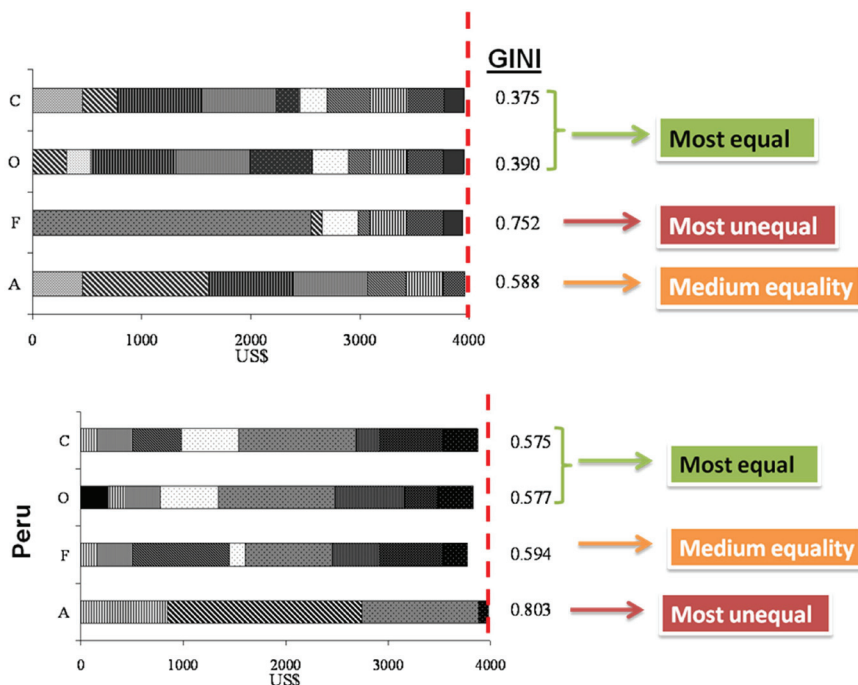 GINI
C
0.375
Most equal
O
0.390
F
0.752
Most unequal
A
0.588
Medium equality
0 1000 2000 3000 4000
US$
Peru
C
0.575
Most equal
O
0.577
F
0.594
Medium equality
A
0.803
Most unequal
0 1000 2000 3000 4000
US$